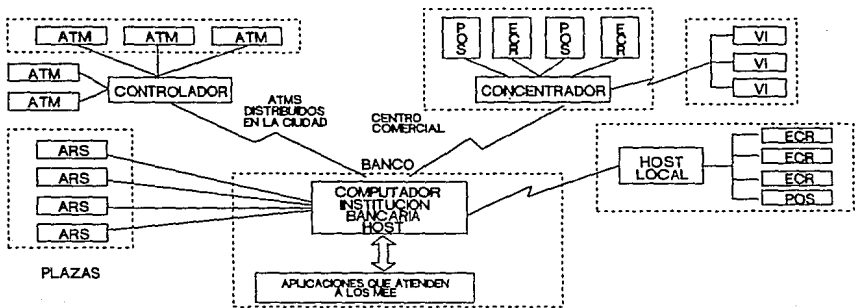 ATM
ATM
ATM
ATM
ATM
CONTROLADOR
ATMS
DISTRIBUIDOS
EN LA CIUDAD
POS
ECR
POS
ECR
CONCENTRADOR
CENTRO
COMERCIAL
VI
VI
VI
ARS
ARS
ARS
ARS
PLAZAS
BANCO
COMPUTADOR
INSTITUCION
BANCARIA
HOST
APLICACIONES QUE ATIENDEN
A LOS MEE
HOST
LOCAL
ECR
ECR
ECR
POS